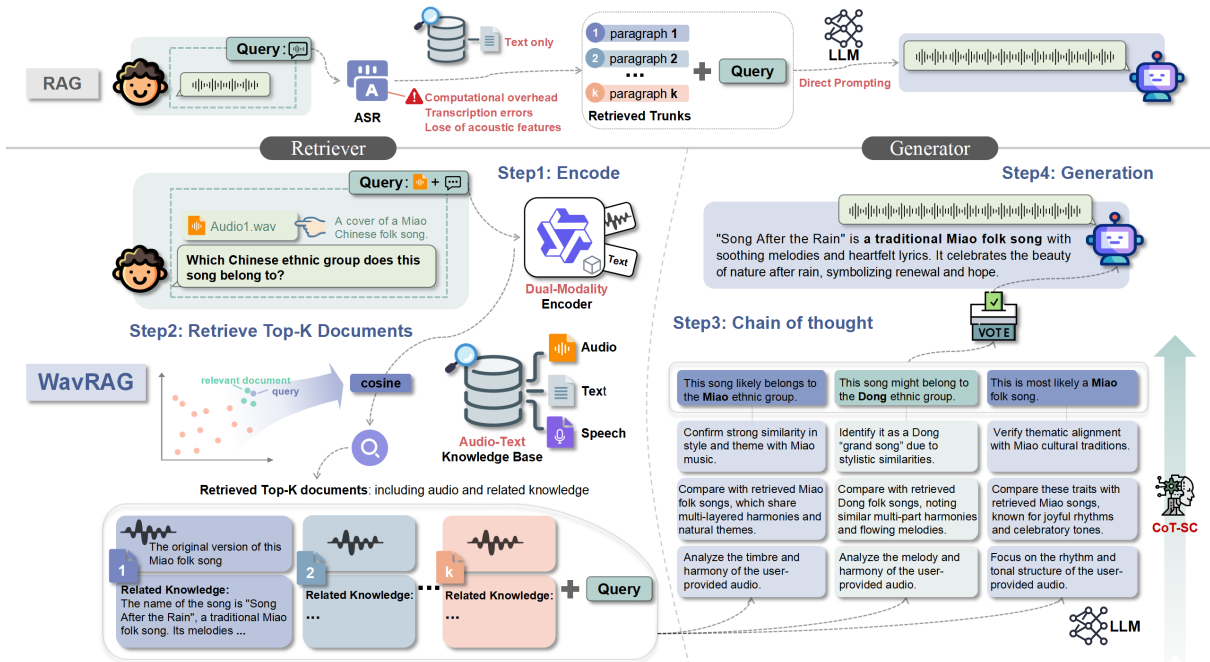 RAG
Query:
ASR
Computational overhead
Transcription errors
Lose of acoustic features
Text only
1 paragraph 1
2 paragraph 2
...
k paragraph k
Retrieved Trunks
Query
LLM
Direct Prompting
Retriever
Generator
WavRAG
Query: +
Audio1.wav
A cover of a Miao
Chinese folk song.
Which Chinese ethnic group does this
song belong to?
Step1: Encode
Text
Dual-Modality
Encoder
Step2: Retrieve Top-K Documents
relevant document
query
cosine
Audio
Text
Speech
Audio-Text
Knowledge Base
Retrieved Top-K documents: including audio and related knowledge
1
The original version of this
Miao folk song
Related Knowledge:
The name of the song is "Song
After the Rain", a traditional Miao
folk song. Its melodies ...
2
Related Knowledge:
...
...
k
Related Knowledge:
...
Query
Step4: Generation
"Song After the Rain" is a traditional Miao folk song with
soothing melodies and heartfelt lyrics. It celebrates the beauty
of nature after rain, symbolizing renewal and hope.
VOTE
Step3: Chain of thought
This song likely belongs to
the Miao ethnic group.
This song might belong to
the Dong ethnic group.
This is most likely a Miao
folk song.
Confirm strong similarity in
style and theme with Miao
music.
Identify it as a Dong
“grand song” due to
stylistic similarities.
Verify thematic alignment
with Miao cultural traditions.
Compare with retrieved Miao
folk songs, which share
multi-layered harmonies and
natural themes.
Compare with retrieved
Dong folk songs, noting
similar multi-part harmonies
and flowing melodies.
Compare these traits with
retrieved Miao songs,
known for joyful rhythms
and celebratory tones.
Analyze the timbre and
harmony of the user-
provided audio.
Analyze the melody and
harmony of the user-
provided audio.
Focus on the rhythm and
tonal structure of the user-
provided audio.
CoT-SC
LLM